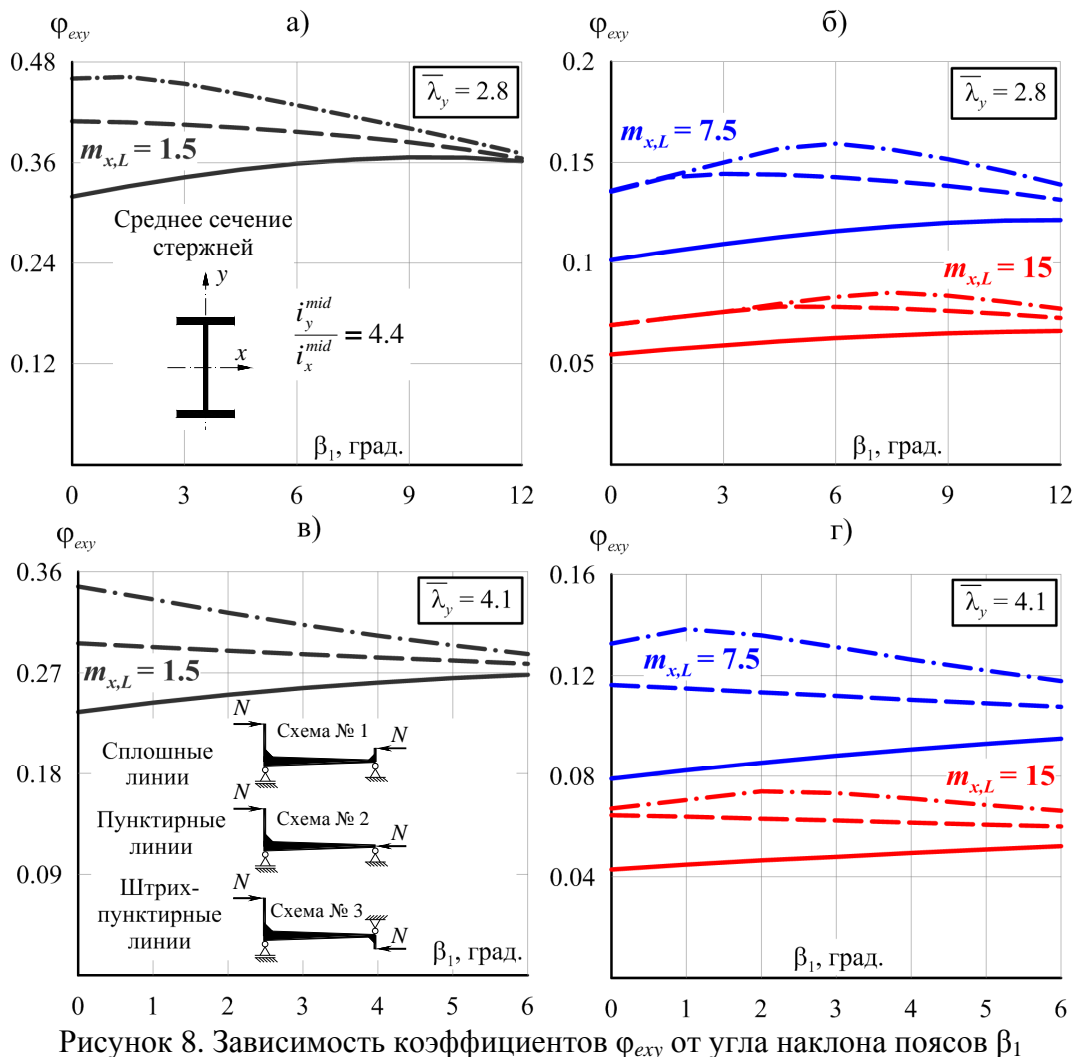 а)
φexy
0.48
0.36
0.24
0.12
λy = 2.8
mx,L = 1.5
Среднее сечение
стержней
y
x
iy^mid / ix^mid = 4.4
β1, град.
0 3 6 9 12
б)
φexy
0.2
0.15
0.1
0.05
λy = 2.8
mx,L = 7.5
mx,L = 15
β1, град.
0 3 6 9 12
в)
φexy
0.36
0.27
0.18
0.09
λy = 4.1
mx,L = 1.5
Сплошные
линии
N
Схема № 1
N
Пунктирные
линии
N
Схема № 2
N
Штрих-
пунктирные
линии
N
Схема № 3
N
β1, град.
0 1 2 3 4 5 6
г)
φexy
0.16
0.12
0.08
0.04
λy = 4.1
mx,L = 7.5
mx,L = 15
β1, град.
0 1 2 3 4 5 6
Рисунок 8. Зависимость коэффициентов φexy от угла наклона поясов β1